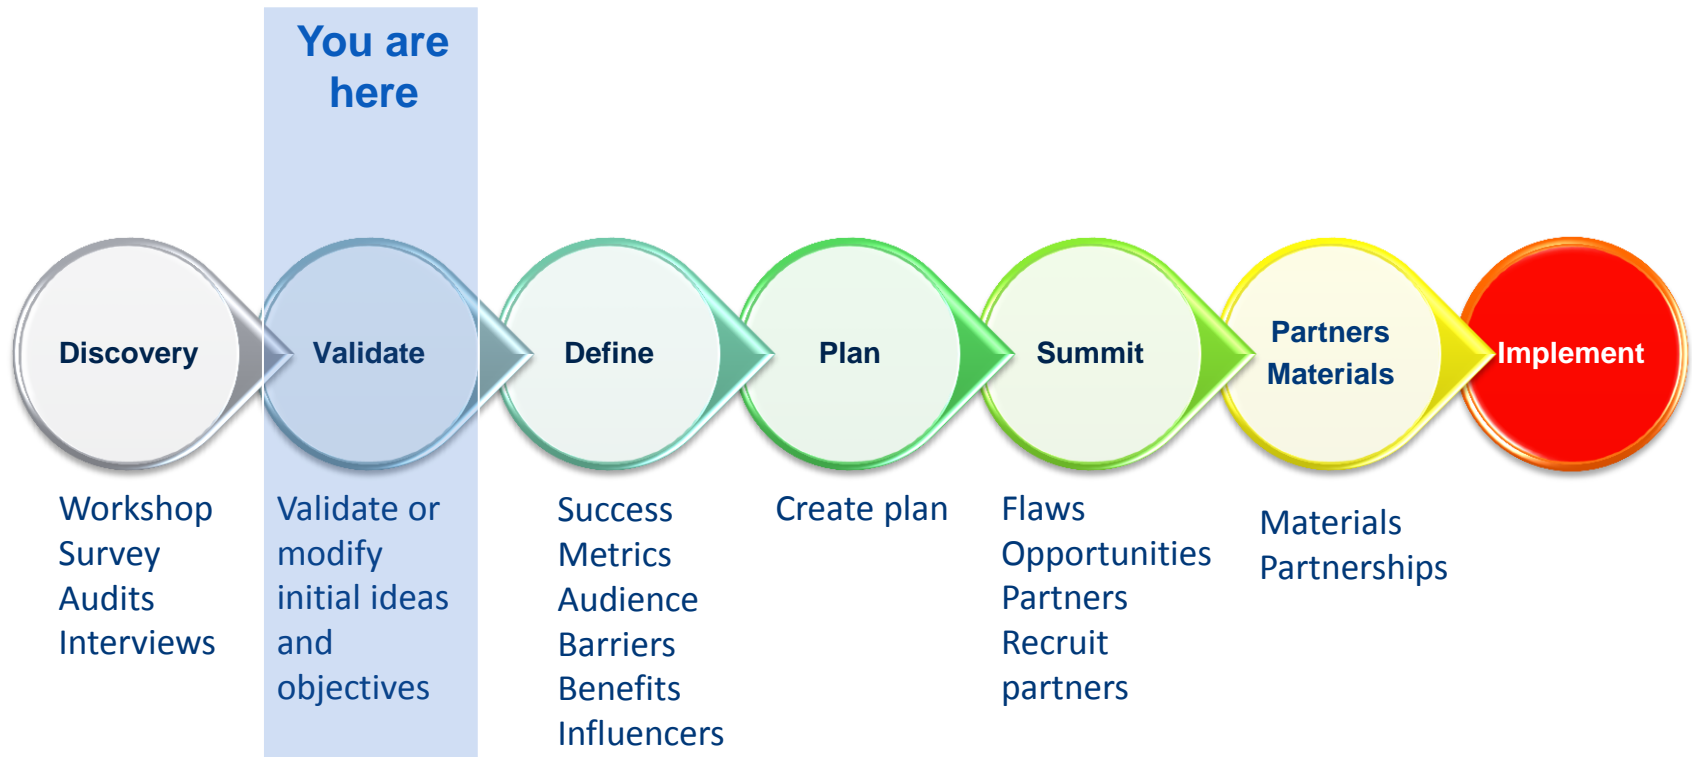 You are
here
Discovery
Validate
Define
Plan
Summit
Partners
Materials
Implement
Workshop
Survey
Audits
Interviews
Validate or
modify
initial ideas
and
objectives
Success
Metrics
Audience
Barriers
Benefits
Influencers
Create plan
Flaws
Opportunities
Partners
Recruit
partners
Materials
Partnerships